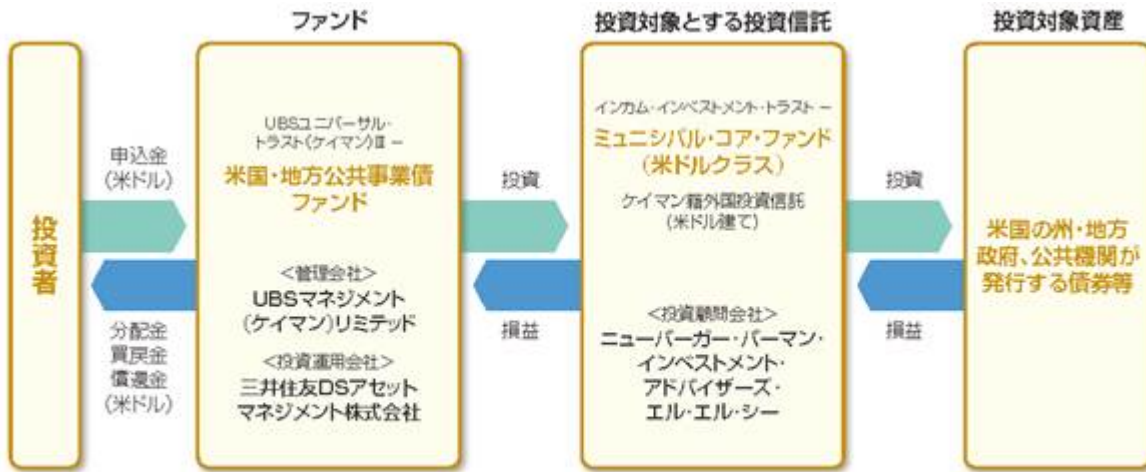 ファンド
投資対象とする投資信託
投資対象資産
投資者
申込金
(米ドル)
分配金
買戻金
償還金
(米ドル)
UBSユニバーサル・
トラスト(ケイマン)Ⅲ −
米国・地方公共事業債
ファンド
<管理会社>
UBSマネジメント
(ケイマン)リミテッド
<投資運用会社>
三井住友DSアセット
マネジメント株式会社
投資
損益
インカム・インベストメント・トラスト −
ミュニシパル・コア・ファンド
(米ドルクラス)
ケイマン籍外国投資信託
(米ドル建て)
<投資顧問会社>
ニューバーガー・バーマン・
インベストメント・
アドバイザーズ・
エル・エル・シー
投資
損益
米国の州・地方
政府、公共機関が
発行する債券等